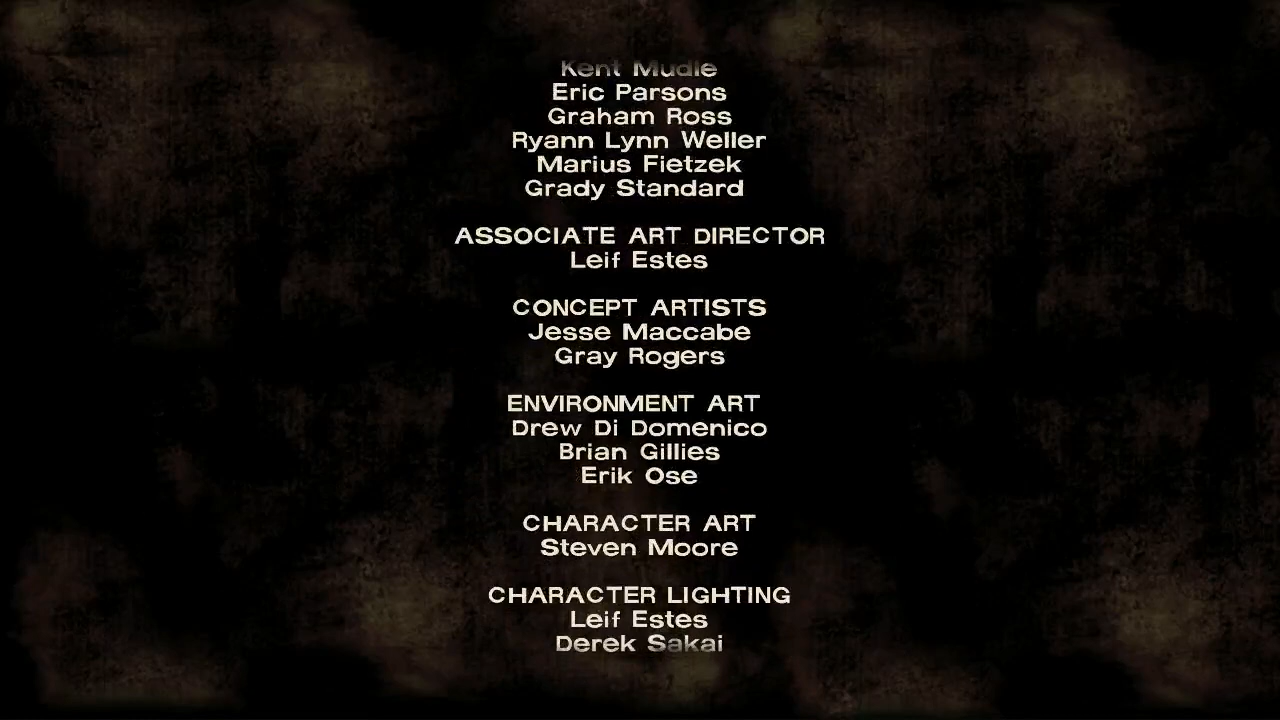 Kent Mudle
Eric Parsons
Graham Ross
Ryann Lynn Weller
Marius Fietzek
Grady Standard
ASSOCIATE ART DIRECTOR
Leif Estes
CONCEPT ARTISTS
Jesse Maccabe
Gray Rogers
ENVIRONMENT ART
Drew Di Domenico
Brian Gillies
Erik Ose
CHARACTER ART
Steven Moore
CHARACTER LIGHTING
Leif Estes
Derek Sakai